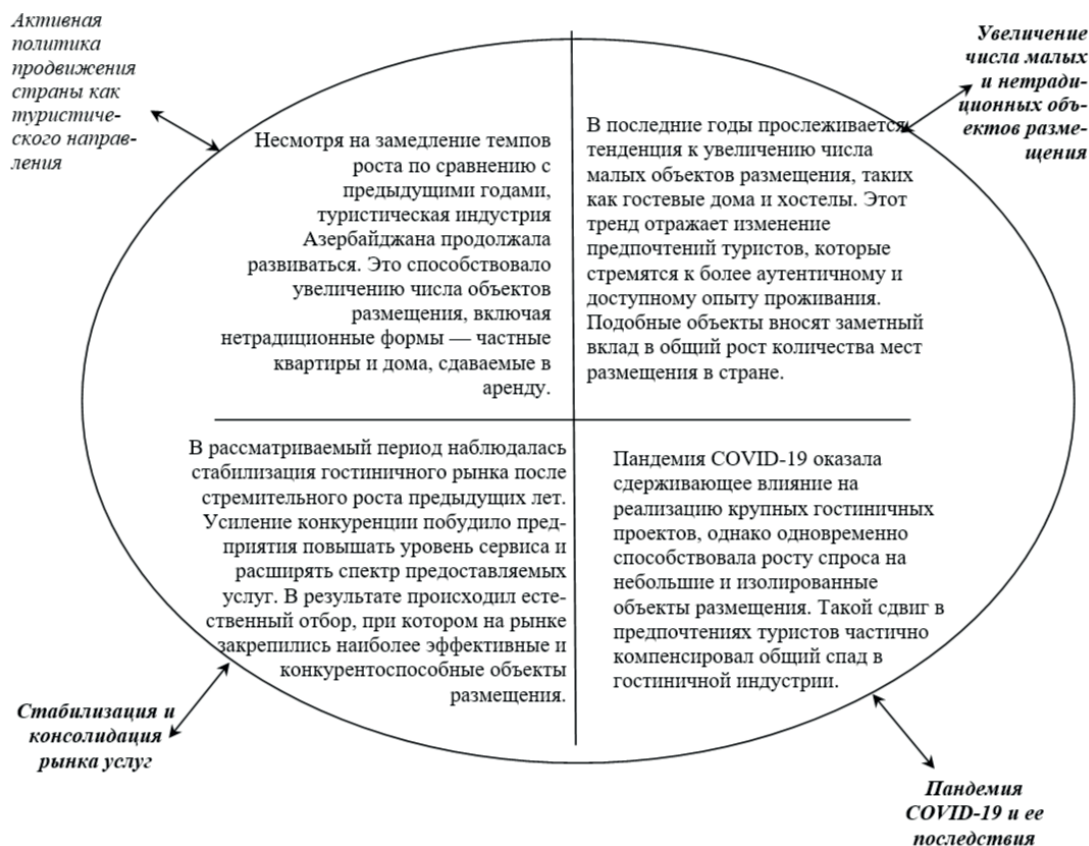 Активная
политика
продвижения
страны как
туристиче-
ского направ-
ления
Увеличение
числа малых
и нетради-
ционных объ-
ектов разме-
щения
Несмотря на замедление темпов
роста по сравнению с
предыдущими годами,
туристическая индустрия
Азербайджана продолжала
развиваться. Это способствовало
увеличению числа объектов
размещения, включая
нетрадиционные формы — частные
квартиры и дома, сдаваемые в
аренду.
В последние годы прослеживается
тенденция к увеличению числа
малых объектов размещения, таких
как гостевые дома и хостелы. Этот
тренд отражает изменение
предпочтений туристов, которые
стремятся к более аутентичному и
доступному опыту проживания.
Подобные объекты вносят заметный
вклад в общий рост количества мест
размещения в стране.
В рассматриваемый период наблюдалась
стабилизация гостиничного рынка после
стремительного роста предыдущих лет.
Усиление конкуренции побудило пред-
приятия повышать уровень сервиса и
расширять спектр предоставляемых
услуг. В результате происходил есте-
ственный отбор, при котором на рынке
закрепились наиболее эффективные и
конкурентоспособные объекты
размещения.
Пандемия COVID-19 оказала
сдерживающее влияние на
реализацию крупных гостиничных
проектов, однако одновременно
способствовала росту спроса на
небольшие и изолированные
объекты размещения. Такой сдвиг в
предпочтениях туристов частично
компенсировал общий спад в
гостиничной индустрии.
Стабилизация и
консолидация
рынка услуг
Пандемия
COVID-19 и ее
последствия